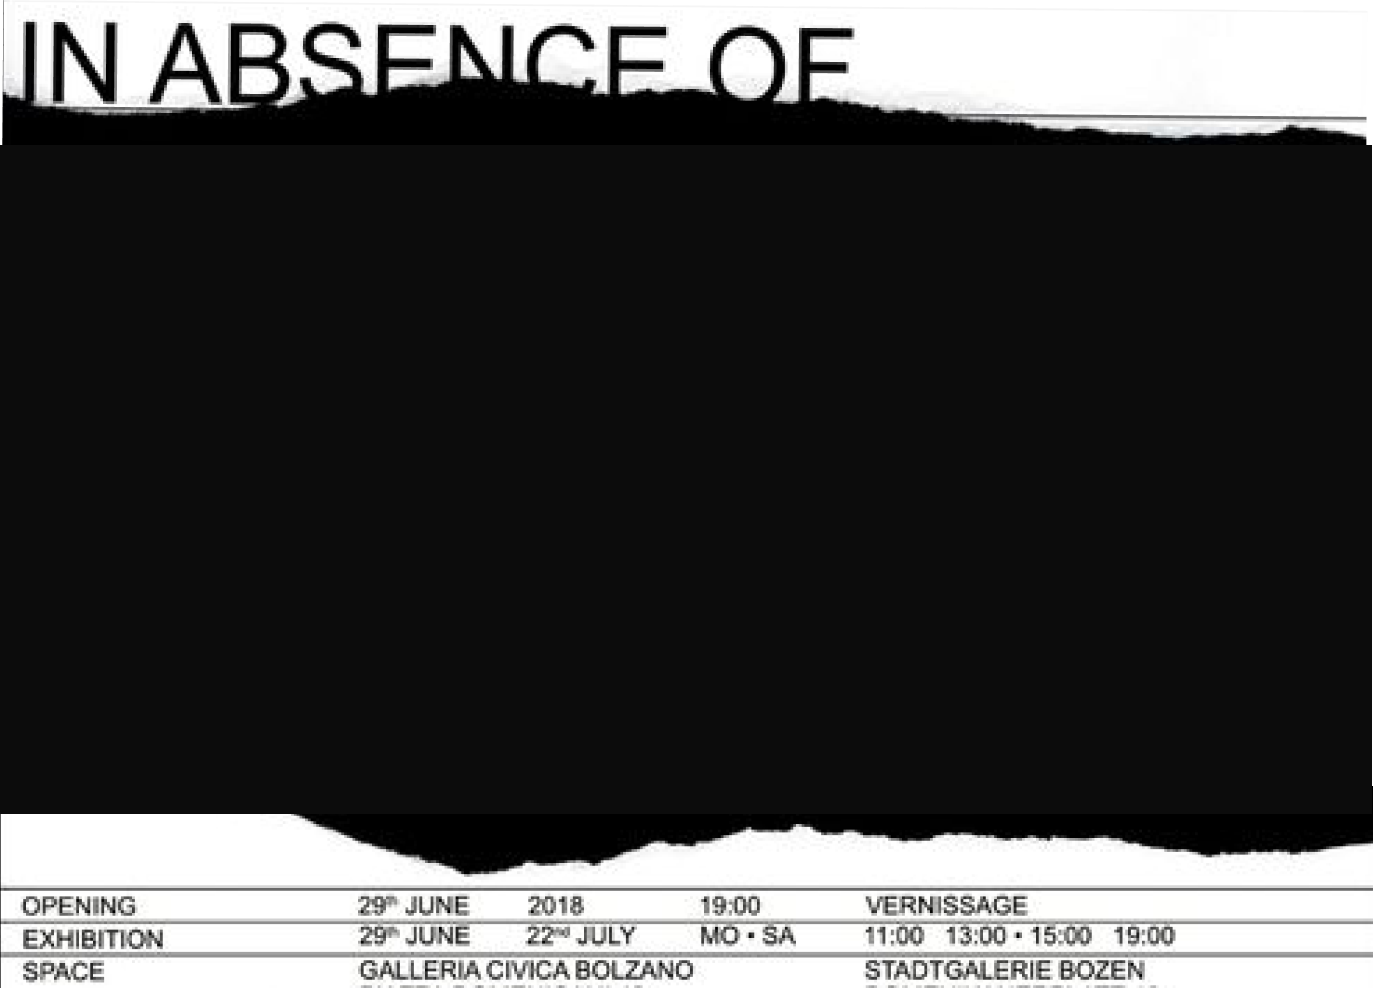 IN ABSENCE OF
OPENING 29th JUNE 2018 19:00 VERNISSAGE
EXHIBITION 29th JUNE 22nd JULY MO • SA 11:00 13:00 • 15:00 19:00
SPACE GALLERIA CIVICA BOLZANO STADTGALERIE BOZEN